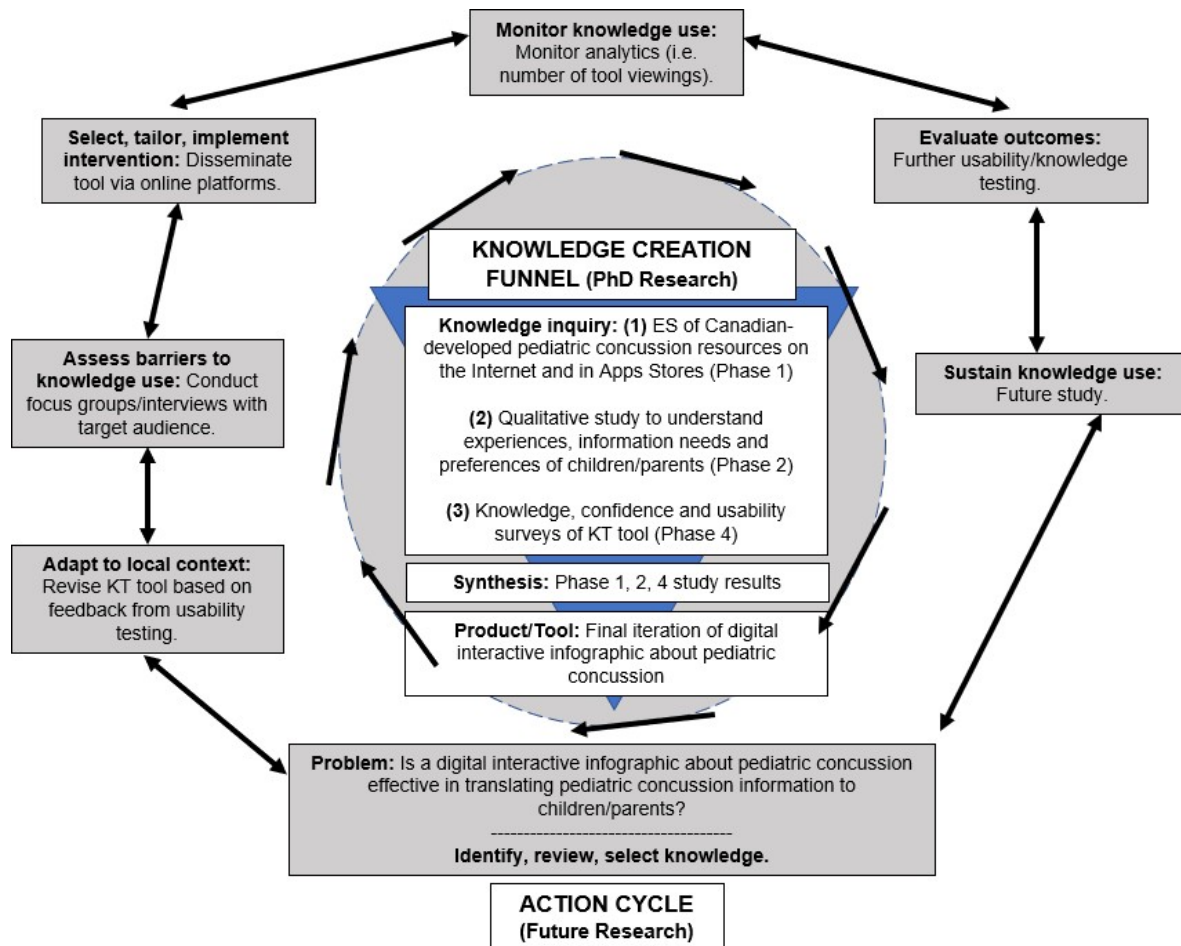 Monitor knowledge use:
Monitor analytics (i.e.
number of tool viewings).
Select, tailor, implement
intervention: Disseminate
tool via online platforms.
Evaluate outcomes:
Further usability/knowledge
testing.
KNOWLEDGE CREATION
FUNNEL (PhD Research)
Knowledge inquiry: (1) ES of Canadian-
developed pediatric concussion resources on
the Internet and in Apps Stores (Phase 1)
(2) Qualitative study to understand
experiences, information needs and
preferences of children/parents (Phase 2)
(3) Knowledge, confidence and usability
surveys of KT tool (Phase 4)
Assess barriers to
knowledge use: Conduct
focus groups/interviews with
target audience.
Sustain knowledge use:
Future study.
Adapt to local context:
Revise KT tool based on
feedback from usability
testing.
Synthesis: Phase 1, 2, 4 study results
Product/Tool: Final iteration of digital
interactive infographic about pediatric
concussion
Problem: Is a digital interactive infographic about pediatric concussion
effective in translating pediatric concussion information to
children/parents?
------------------------------------
Identify, review, select knowledge.
ACTION CYCLE
(Future Research)